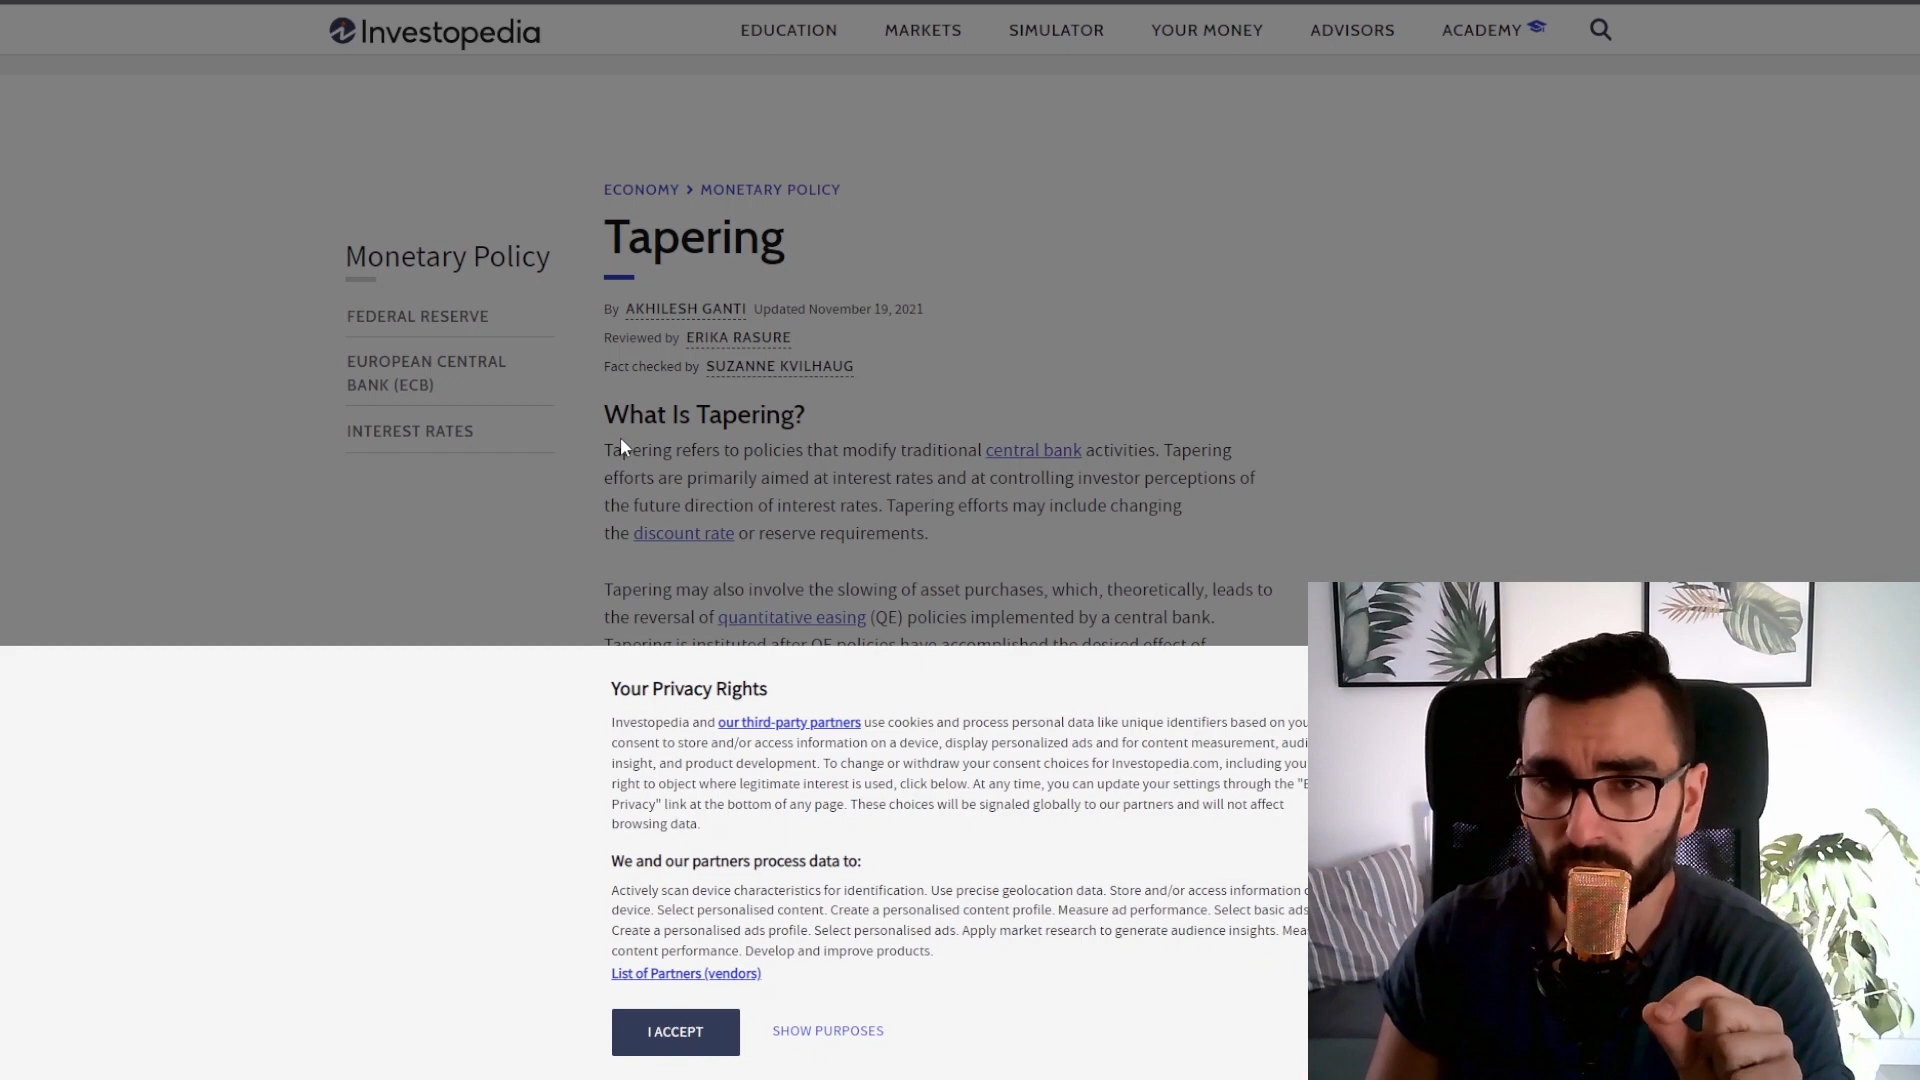 Investopedia
EDUCATION MARKETS SIMULATOR YOUR MONEY ADVISORS ACADEMY
ECONOMY > MONETARY POLICY
Tapering
Monetary Policy
FEDERAL RESERVE
EUROPEAN CENTRAL
BANK (ECB)
INTEREST RATES
By AKHILESH GANTI Updated November 19, 2021
Reviewed by ERIKA RASURE
Fact checked by SUZANNE KVILHAUG
What Is Tapering?
Tapering refers to policies that modify traditional central bank activities. Tapering
efforts are primarily aimed at interest rates and at controlling investor perceptions of
the future direction of interest rates. Tapering efforts may include changing
the discount rate or reserve requirements.
Tapering may also involve the slowing of asset purchases, which, theoretically, leads to
the reversal of quantitative easing (QE) policies implemented by a central bank.
Tapering is instituted after QE policies have accomplished the desired effect of
Your Privacy Rights
Investopedia and our third-party partners use cookies and process personal data like unique identifiers based on
consent to store and/or access information on a device, display personalized ads and for content measurement,
insight, and product development. To change or withdraw your consent choices for Investopedia.com, including
right to object where legitimate interest is used, click below. At any time, you can update your settings through the
Privacy" link at the bottom of any page. These choices will be signaled globally to our partners and will not affect
browsing data.
We and our partners process data to:
Actively scan device characteristics for identification. Use precise geolocation data. Store and/or access information
device. Select personalised content. Create a personalised content profile. Measure ad performance. Select basic ads
Create a personalised ads profile. Select personalised ads. Apply market research to generate audience insights.
content performance. Develop and improve products.
List of Partners (vendors)
I ACCEPT SHOW PURPOSES